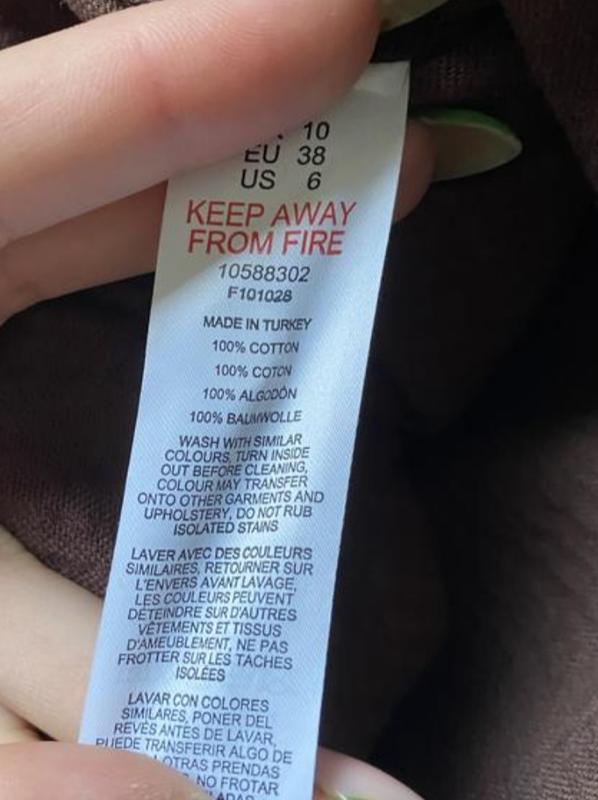 10
EU 38
US 6
KEEP AWAY
FROM FIRE
10588302
F101028
MADE IN TURKEY
100% COTTON
100% COTON
100% ALGODÓN
100% BAUMWOLLE
WASH WITH SIMILAR
COLOURS, TURN INSIDE
OUT BEFORE CLEANING,
COLOUR MAY TRANSFER
ONTO OTHER GARMENTS AND
UPHOLSTERY, DO NOT RUB
ISOLATED STAINS
LAVER AVEC DES COULEURS
SIMILAIRES, RETOURNER SUR
L'ENVERS AVANT LAVAGE,
LES COULEURS PEUVENT
DÉTEINDRE SUR D'AUTRES
VÊTEMENTS ET TISSUS
D'AMEUBLEMENT, NE PAS
FROTTER SUR LES TACHES
ISOLÉES
LAVAR CON COLORES
SIMILARES, PONER DEL
REVÉS ANTES DE LAVAR,
PUEDE TRANSFERIR ALGO DE
OTRAS PRENDAS
NO FROTAR